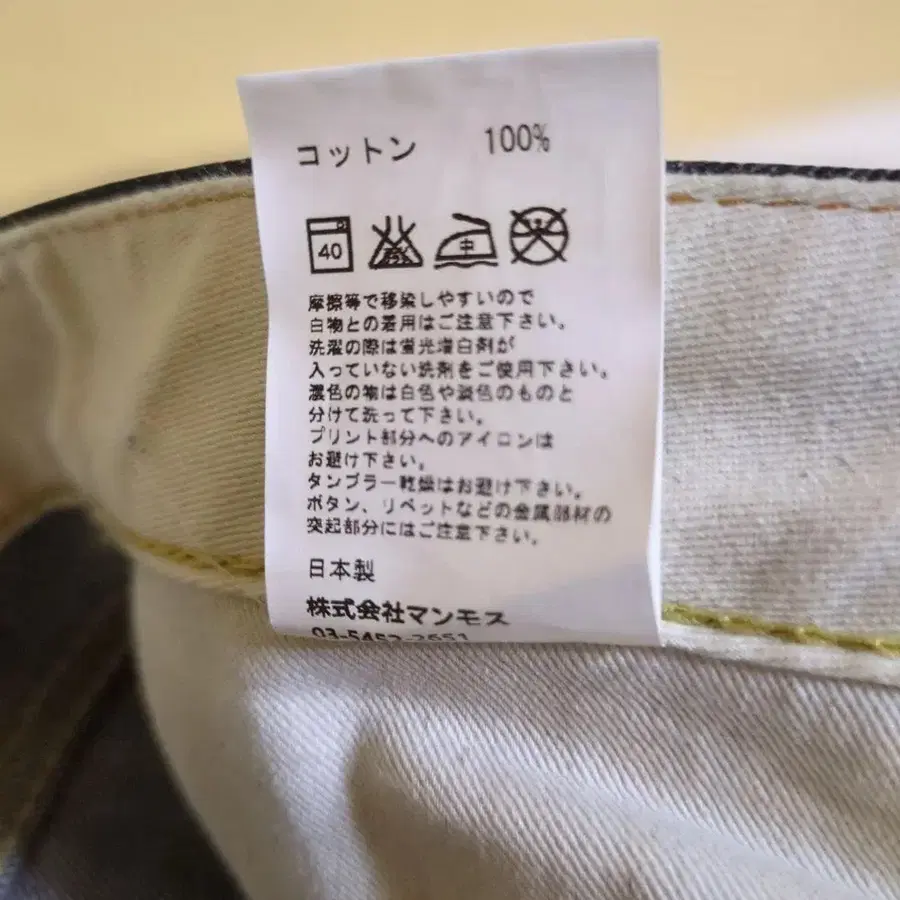 コットン 100%
40 中
摩擦等で移染しやすいので
白物との着用はご注意下さい。
洗濯の際は蛍光増白剤が
入っていない洗剤をご使用下さい。
濃色の物は白色や淡色のものと
分けて洗って下さい。
プリント部分へのアイロンは
お避け下さい。
タンブラー乾燥はお避け下さい。
ボタン、リベットなどの金属部材の
突起部分にはご注意下さい。
日本製
株式会社マンモス
03-5452-2651